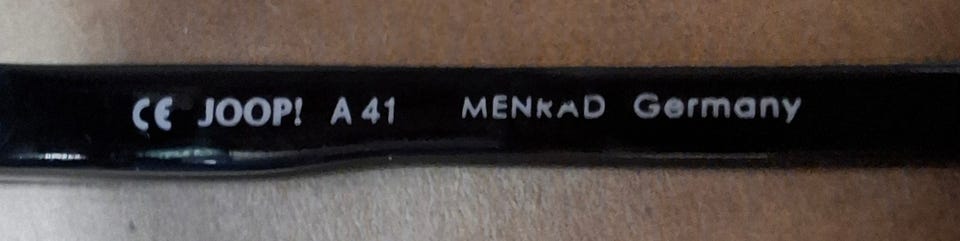 CE JOOP! A 41 MENRAD Germany